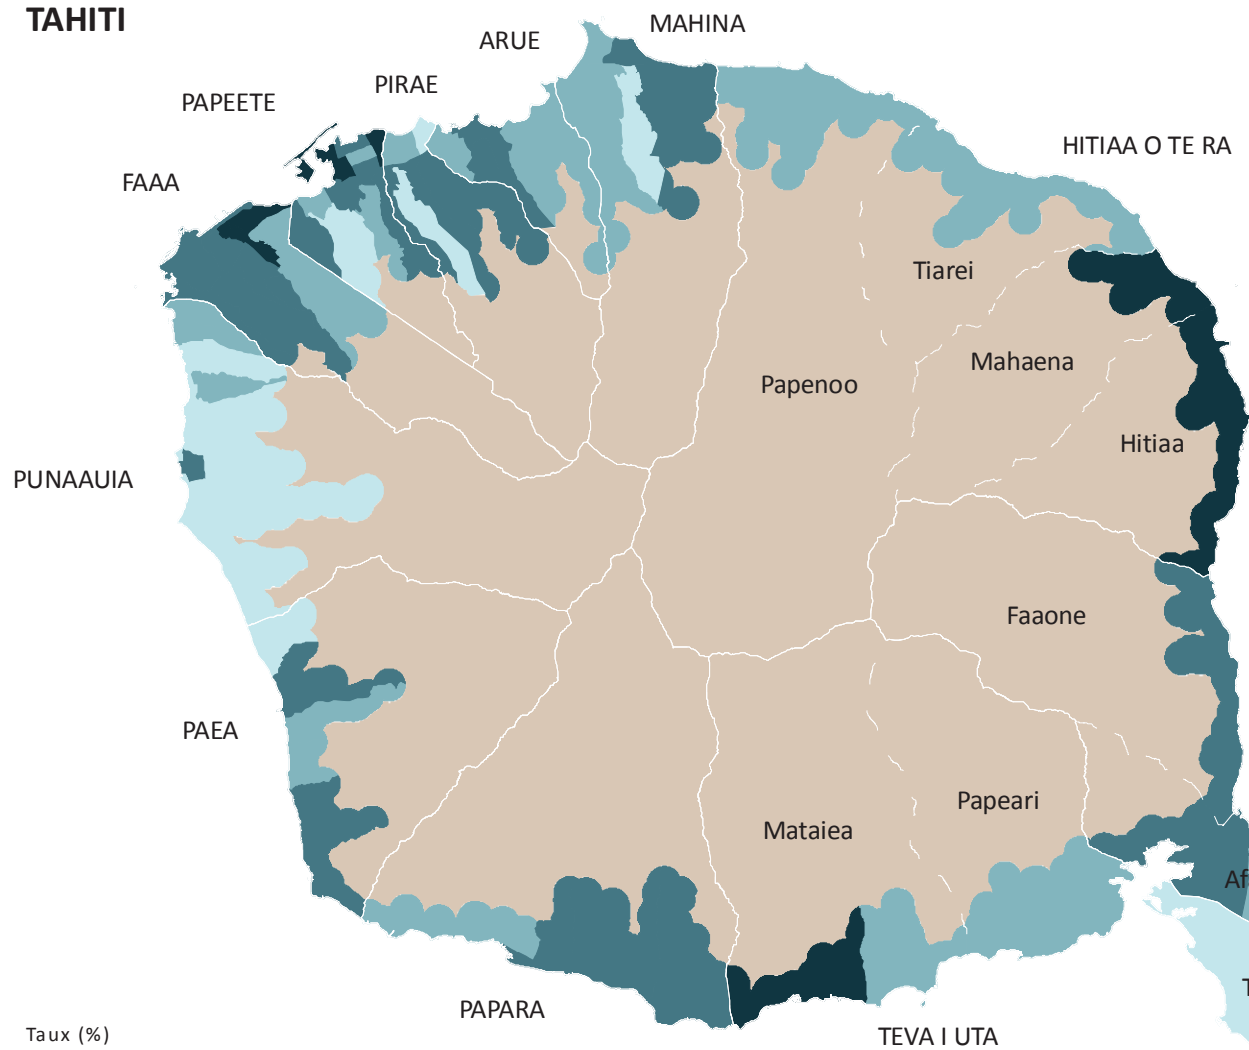 TAHITI
MAHINA
ARUE
PIRAE
PAPEETE
HITIAA O TE RA
FAAA
Tiarei
Mahaena
Papenoo
Hitiaa
PUNAAUIA
Faaone
PAEA
Papeari
Mataiea
Af
T
PAPARA
Taux (%)
TEVA I UTA